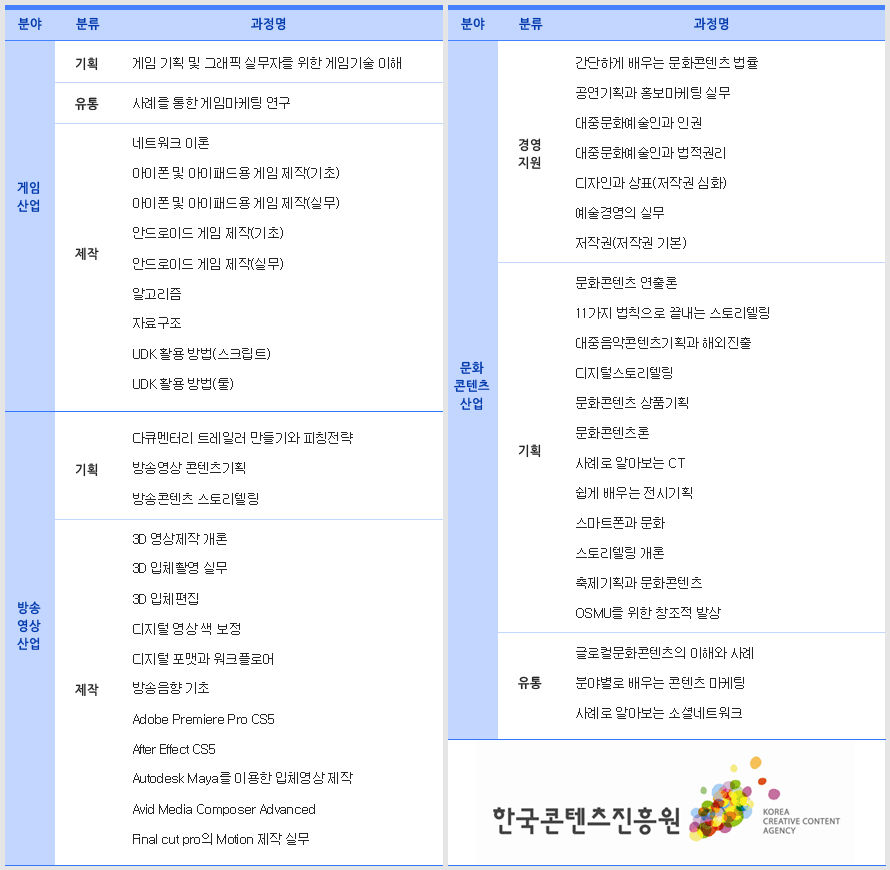 분야 분류 과정명
게임
산업
기획
게임 기획 및 그래픽 실무자를 위한 게임기술 이해
유통
사례를 통한 게임마케팅 연구
제작
네트워크 이론
아이폰 및 아이패드용 게임 제작(기초)
아이폰 및 아이패드용 게임 제작(실무)
안드로이드 게임 제작(기초)
안드로이드 게임 제작(실무)
알고리즘
자료구조
UDK 활용 방법(스크립트)
UDK 활용 방법(툴)
방송
영상
산업
기획
다큐멘터리 트레일러 만들기와 피칭전략
방송영상 콘텐츠기획
방송콘텐츠 스토리텔링
제작
3D 영상제작 개론
3D 입체촬영 실무
3D 입체편집
디지털 영상 색 보정
디지털 포맷과 워크플로어
방송음향 기초
Adobe Premiere Pro CS5
After Effect CS5
Autodesk Maya를 이용한 입체영상 제작
Avid Media Composer Advanced
Final cut pro의 Motion 제작 실무
분야 분류 과정명
문화
콘텐츠
산업
경영
지원
간단하게 배우는 문화콘텐츠 법률
공연기획과 홍보마케팅 실무
대중문화예술인과 인권
대중문화예술인과 법적권리
디자인과 상표(저작권 심화)
예술경영의 실무
저작권(저작권 기본)
기획
문화콘텐츠 연출론
11가지 법칙으로 끝내는 스토리텔링
대중음악콘텐츠기획과 해외진출
디지털스토리텔링
문화콘텐츠 상품기획
문화콘텐츠론
사례로 알아보는 CT
쉽게 배우는 전시기획
스마트폰과 문화
스토리텔링 개론
축제기획과 문화콘텐츠
OSMU를 위한 창조적 발상
유통
글로컬문화콘텐츠의 이해와 사례
분야별로 배우는 콘텐츠 마케팅
사례로 알아보는 소셜네트워크
한국콘텐츠진흥원
KOREA
CREATIVE CONTENT
AGENCY